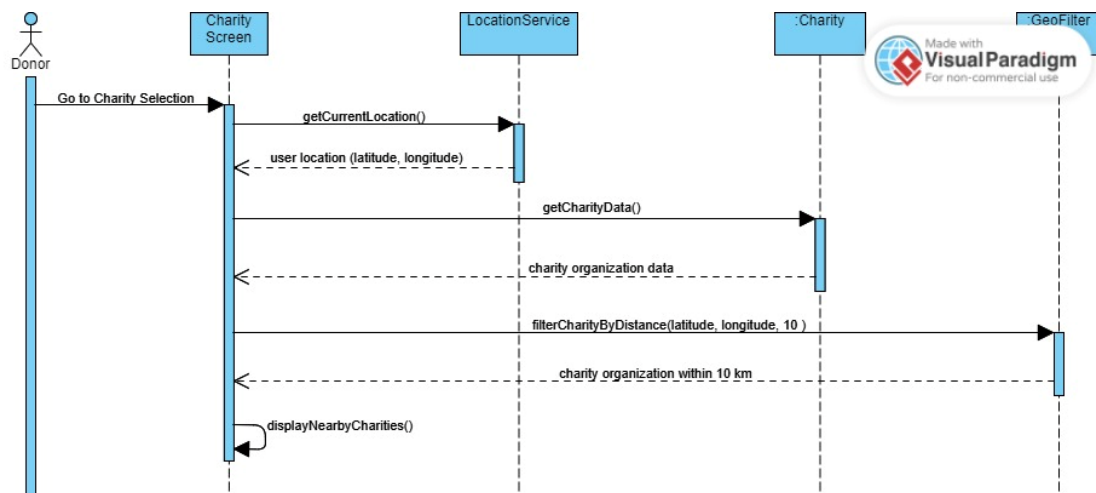 Donor
Charity
Screen
LocationService
:Charity
:GeoFilter
Made with
Visual Paradigm
For non-commercial use
Go to Charity Selection
getCurrentLocation()
user location (latitude, longitude)
getCharityData()
charity organization data
filterCharityByDistance(latitude, longitude, 10 )
charity organization within 10 km
displayNearbyCharities()